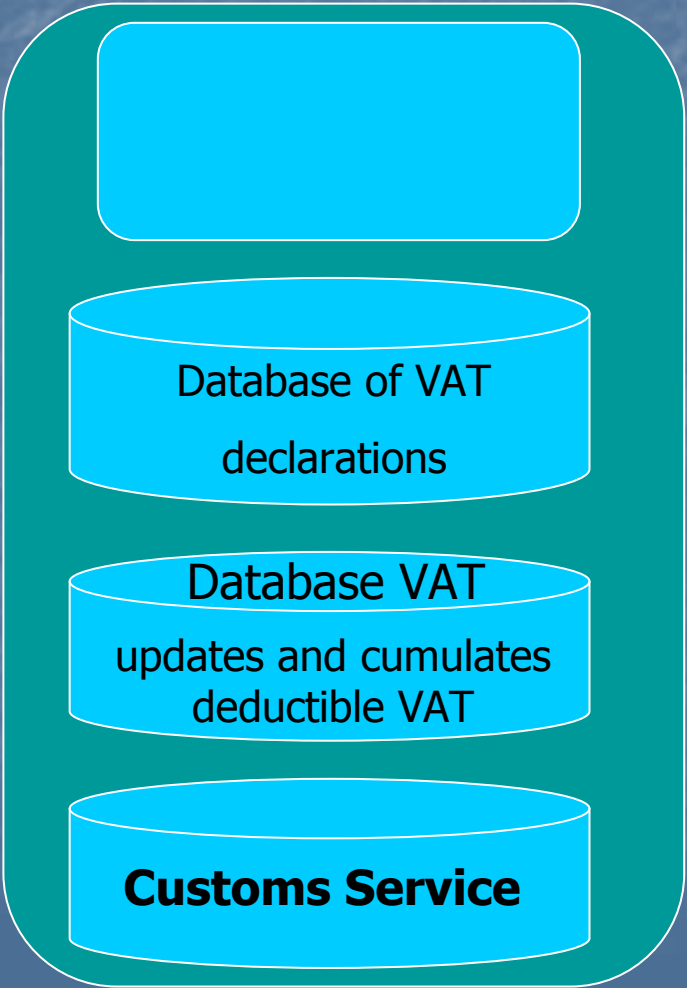 Database of VAT
declarations
Database VAT
updates and cumulates
deductible VAT
Customs Service